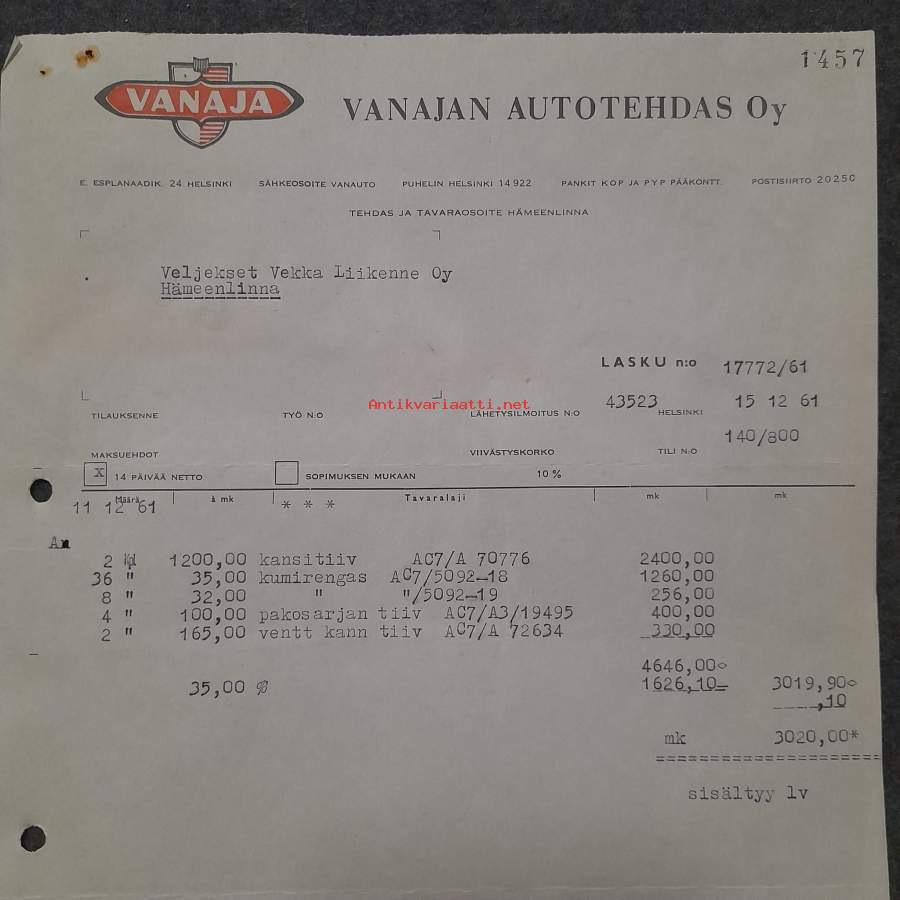 1457
VANAJA
VANAJAN AUTOTEHDAS Oy
E. ESPLANAADIK. 24 HELSINKI SÄHKEOSOITE VANAUTO PUHELIN HELSINKI 14 922 PANKIT KOP JA PYP PÄÄKONTT. POSTISIIRTO 20250
TEHDAS JA TAVARAOSOITE HÄMEENLINNA
Veljekset Vekka Liikenne Oy
Hämeenlinna
LASKU n:o 17772/61
Antikvariaatti.net
43523 HELSINKI 15 12 61
TILAUKSENNE TYÖ N:O LÄHETYSILMOITUS N:O
140/800
MAKSUEHDOT VIIVÄSTYSKORKO TILI N:O
x 14 PÄIVÄÄ NETTO SOPIMUKSEN MUKAAN 10 %
Määrä à mk Tavaralaji mk mk
11 12 61 * * *
2 kpl 1200,00 kansitiiv AC7/A 70776 2400,00
36 " 35,00 kumirengas AC7/5092-18 1260,00
8 " 32,00 " "/5092-19 256,00
4 " 100,00 pakosarjan tiiv AC7/A3/19495 400,00
2 " 165,00 ventt kann tiiv AC7/A 72634 330,00
4646,00
35,00 % 1626,10- 3019,90
,10
mk 3020,00*
sisältyy lv